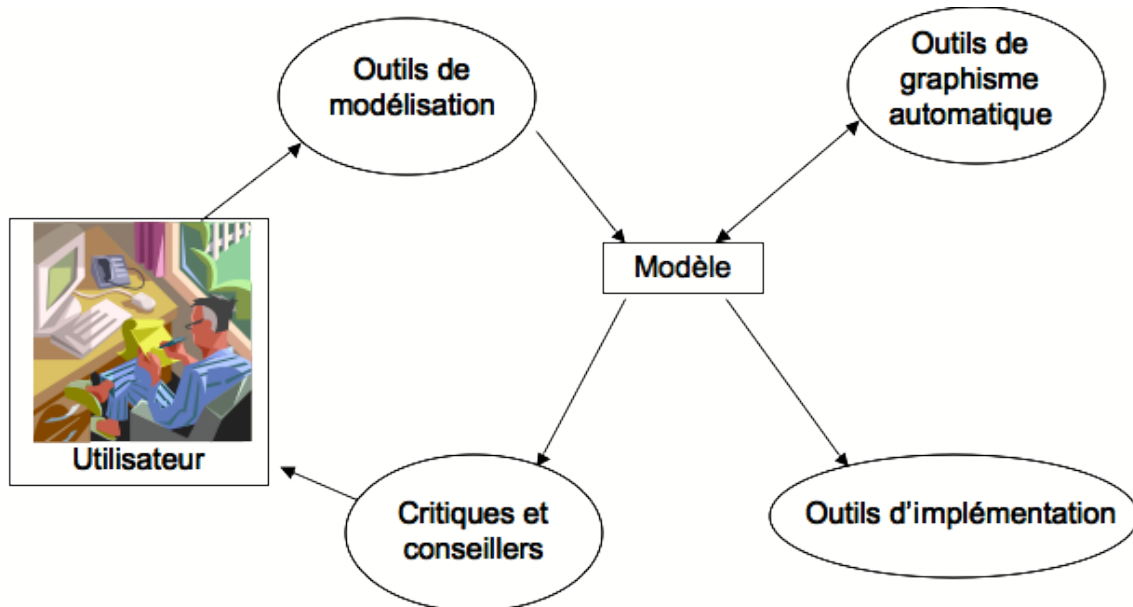 Outils de
modélisation
Outils de
graphisme
automatique
Modèle
Utilisateur
Critiques et
conseillers
Outils d'implémentation